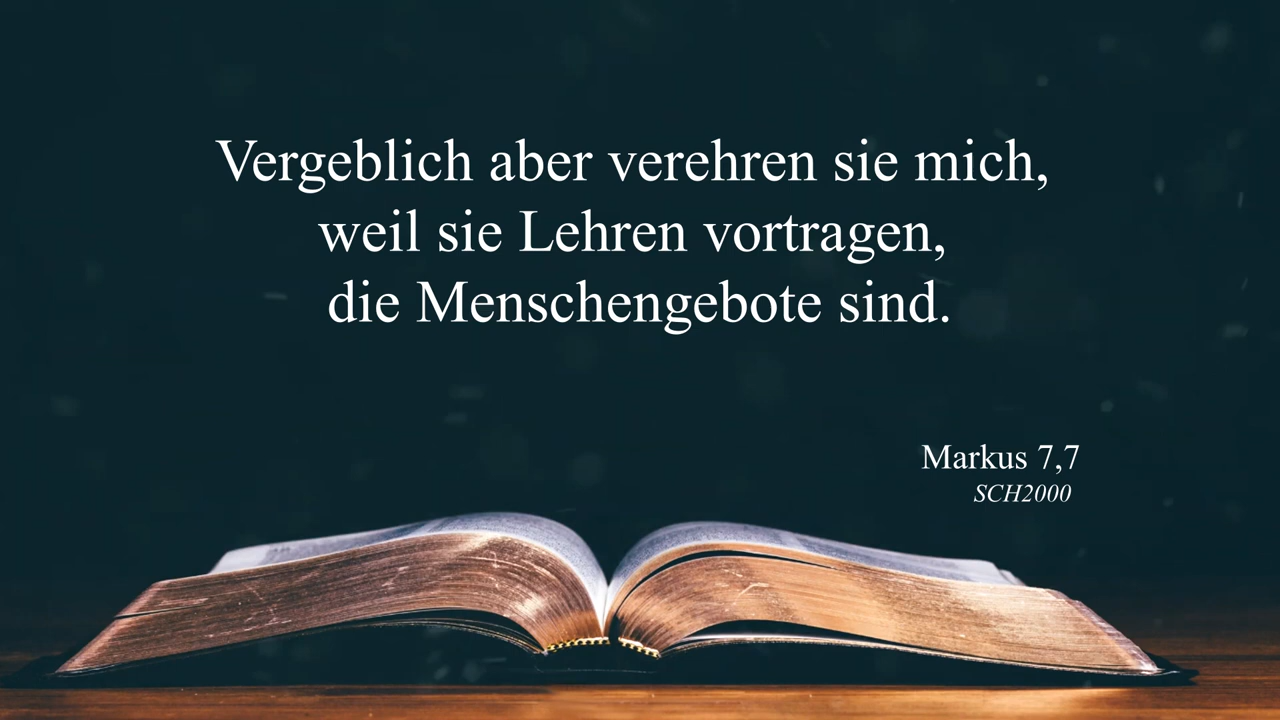 Vergeblich aber verehren sie mich,
weil sie Lehren vortragen,
die Menschengebote sind.
Markus 7,7
SCH2000